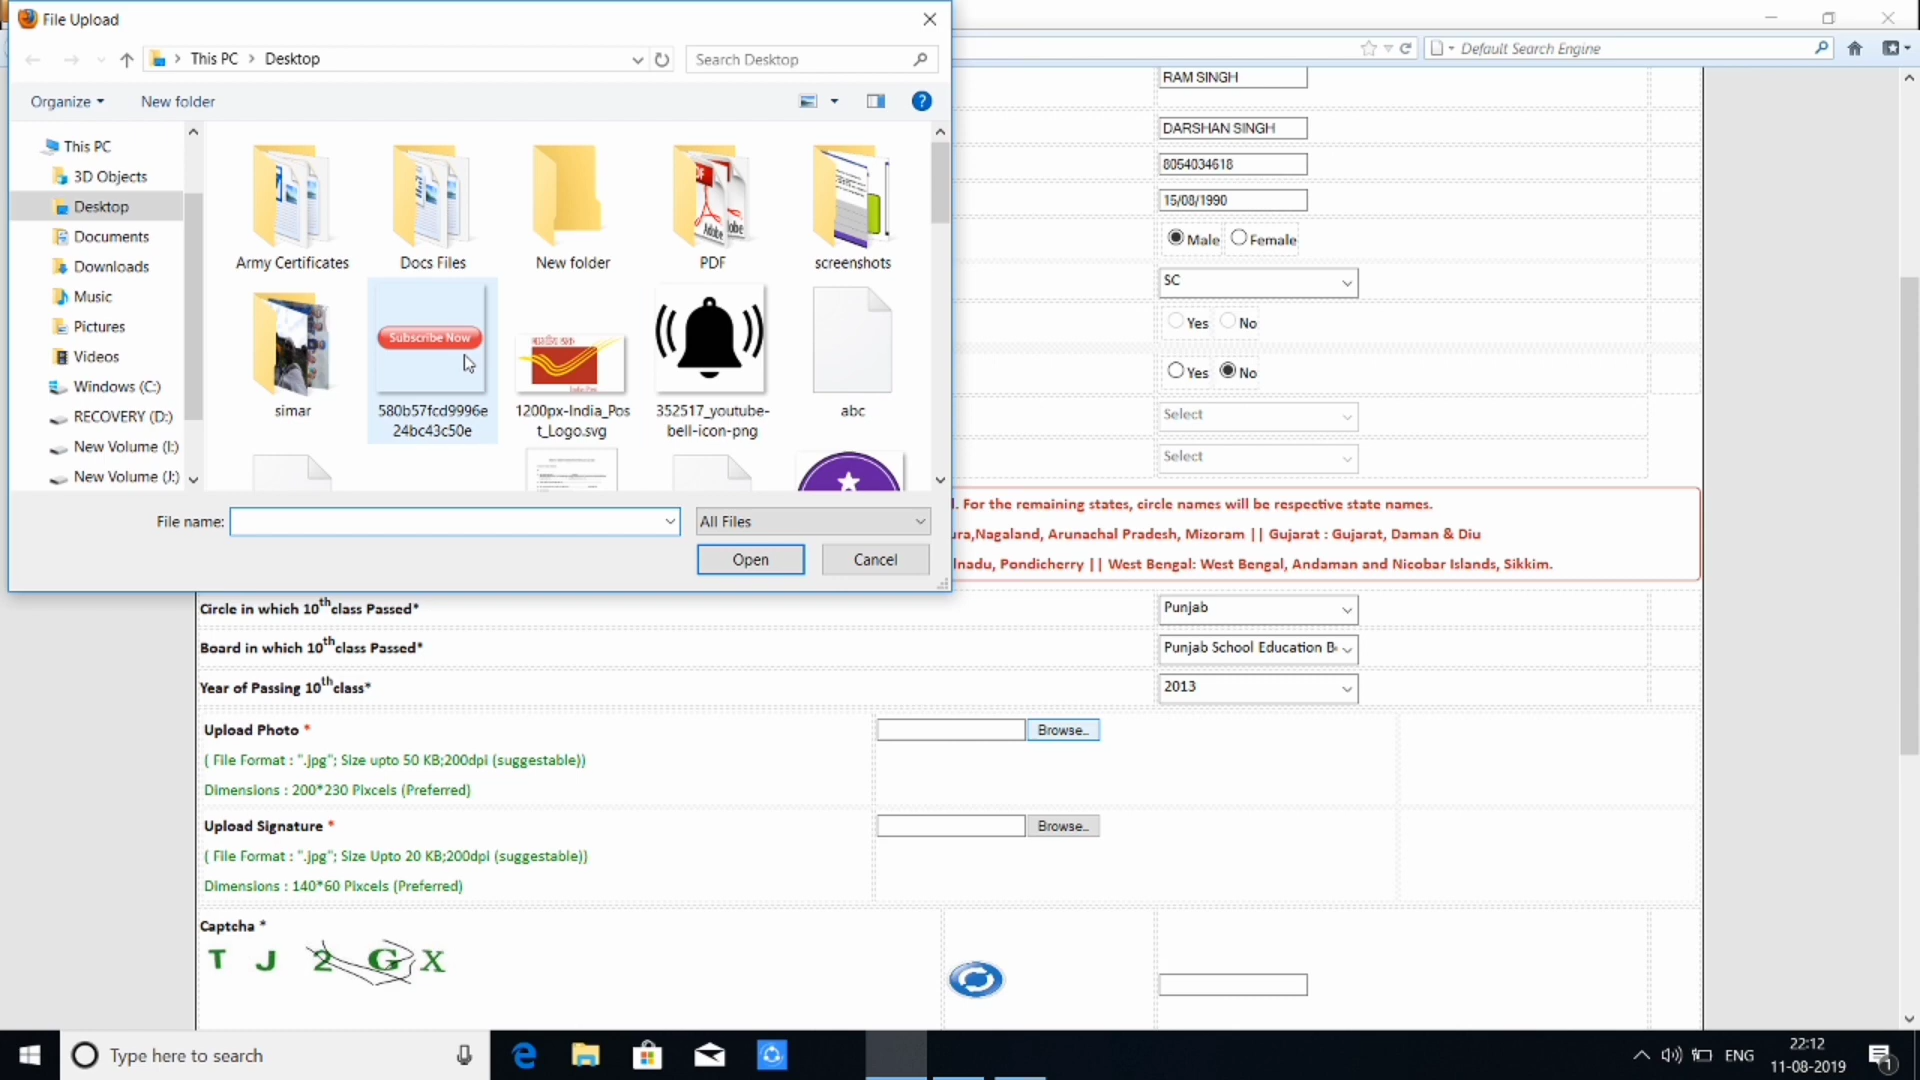 File Upload
This PC
Desktop
Search Desktop
Default Search Engine
Organize
New folder
This PC
3D Objects
Desktop
Documents
Downloads
Music
Pictures
Videos
Windows (C:)
RECOVERY (D:)
New Volume (I:)
New Volume (J:)
Army Certificates
Docs Files
New folder
PDF
screenshots
Subscribe Now
simar
580b57fcd9996e
24bc43c50e
1200px-India_Pos
t_Logo.svg
352517_youtube-
bell-icon-png
abc
File name:
All Files
Open
Cancel
RAM SINGH
DARSHAN SINGH
8054034618
15/08/1990
Male Female
SC
Yes No
Yes No
Select
Select
. For the remaining states, circle names will be respective state names.
ura,Nagaland, Arunachal Pradesh, Mizoram || Gujarat : Gujarat, Daman & Diu
lnadu, Pondicherry || West Bengal: West Bengal, Andaman and Nicobar Islands, Sikkim.
Circle in which 10th class Passed* Punjab
Board in which 10th class Passed* Punjab School Education B
Year of Passing 10th class* 2013
Upload Photo * Browse..
( File Format : ".jpg"; Size upto 50 KB;200dpi (suggestable))
Dimensions : 200*230 Pixcels (Preferred)
Upload Signature * Browse..
( File Format : ".jpg"; Size Upto 20 KB;200dpi (suggestable))
Dimensions : 140*60 Pixcels (Preferred)
Captcha *
T J 2 G X
Type here to search
ENG
22:12
11-08-2019
1